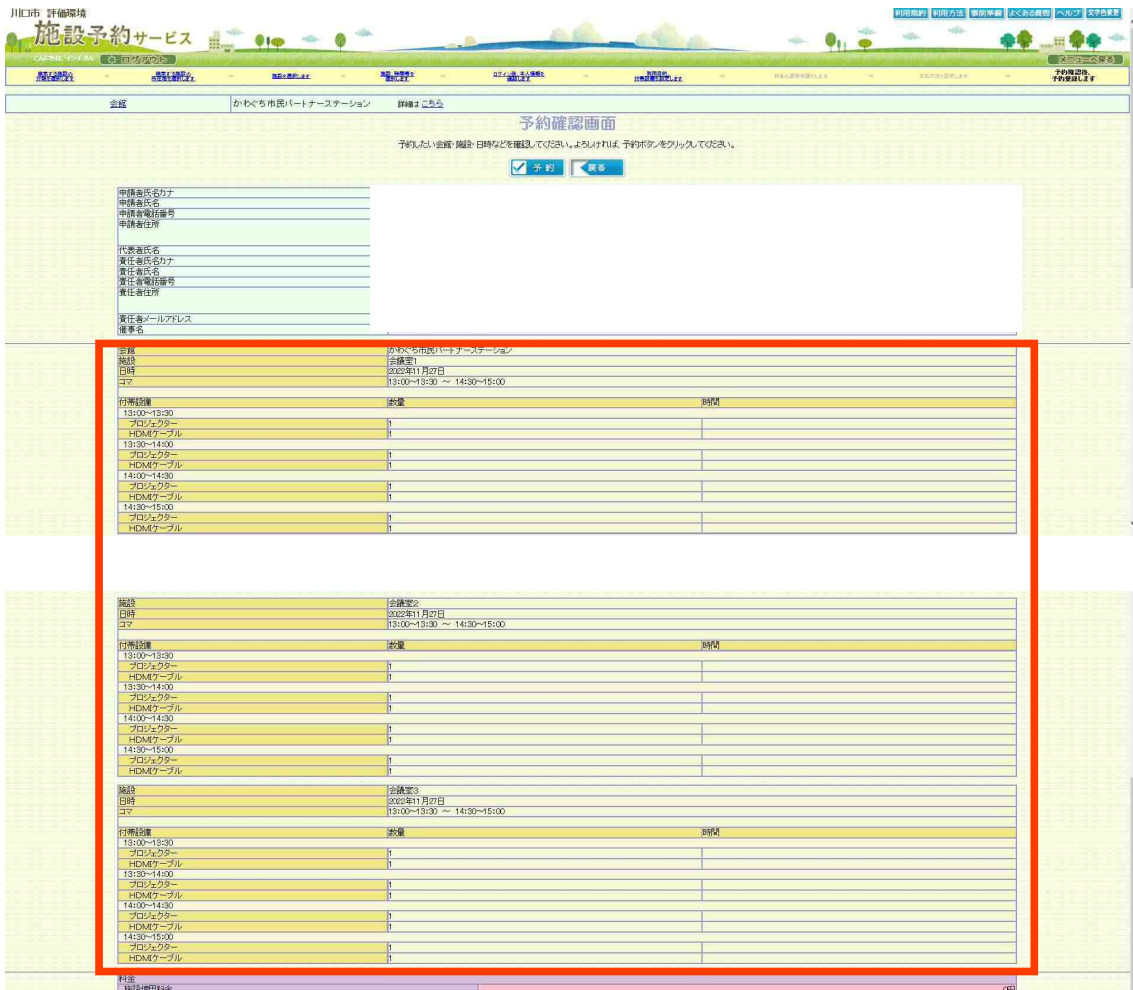 川口市 評価環境
利用規約 利用方法 事前準備 よくある質問 ヘルプ 文字色変更
施設予約サービス
ログアウト
メニューへ戻る
施設を選択します
予約確認後、
予約登録します
会館 かわぐち市民パートナーステーション 詳細は こちら
予約確認画面
予約したい会館・施設・日時などを確認してください。よろしければ、予約ボタンをクリックしてください。
予約 戻る
申請者氏名カナ
申請者氏名
申請者電話番号
申請者住所
代表者氏名
責任者氏名カナ
責任者氏名
責任者電話番号
責任者住所
責任者メールアドレス
催事名
会館 かわぐち市民パートナーステーション
施設 会議室1
日時 2022年11月27日
コマ 13:00〜13:30 〜 14:30〜15:00
付帯設備 数量 時間
13:00〜13:30
プロジェクター 1
HDMIケーブル 1
13:30〜14:00
プロジェクター 1
HDMIケーブル 1
14:00〜14:30
プロジェクター 1
HDMIケーブル 1
14:30〜15:00
プロジェクター 1
HDMIケーブル 1
施設 会議室2
日時 2022年11月27日
コマ 13:00〜13:30 〜 14:30〜15:00
付帯設備 数量 時間
13:00〜13:30
プロジェクター 1
HDMIケーブル 1
13:30〜14:00
プロジェクター 1
HDMIケーブル 1
14:00〜14:30
プロジェクター 1
HDMIケーブル 1
14:30〜15:00
プロジェクター 1
HDMIケーブル 1
施設 会議室3
日時 2022年11月27日
コマ 13:00〜13:30 〜 14:30〜15:00
付帯設備 数量 時間
13:00〜13:30
プロジェクター 1
HDMIケーブル 1
13:30〜14:00
プロジェクター 1
HDMIケーブル 1
14:00〜14:30
プロジェクター 1
HDMIケーブル 1
14:30〜15:00
プロジェクター 1
HDMIケーブル 1
料金
施設使用料金 0円